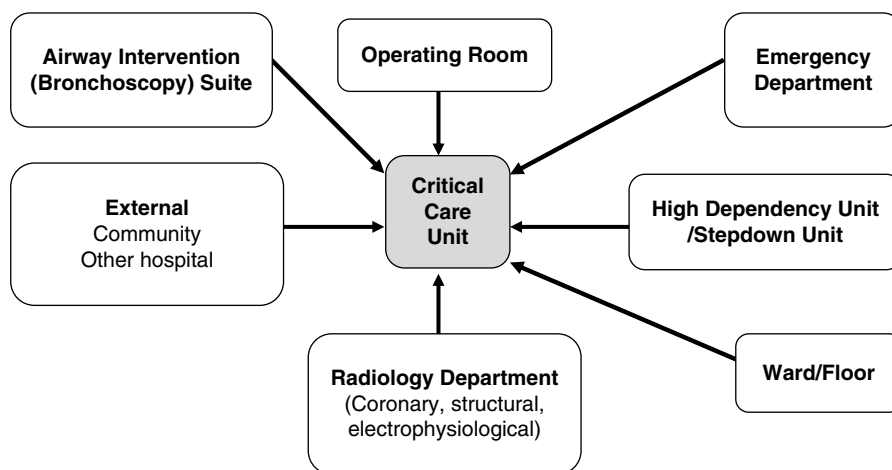 Airway Intervention
(Bronchoscopy) Suite
Operating Room
Emergency
Department
External
Community
Other hospital
Critical
Care
Unit
High Dependency Unit
/Stepdown Unit
Radiology Department
(Coronary, structural,
electrophysiological)
Ward/Floor